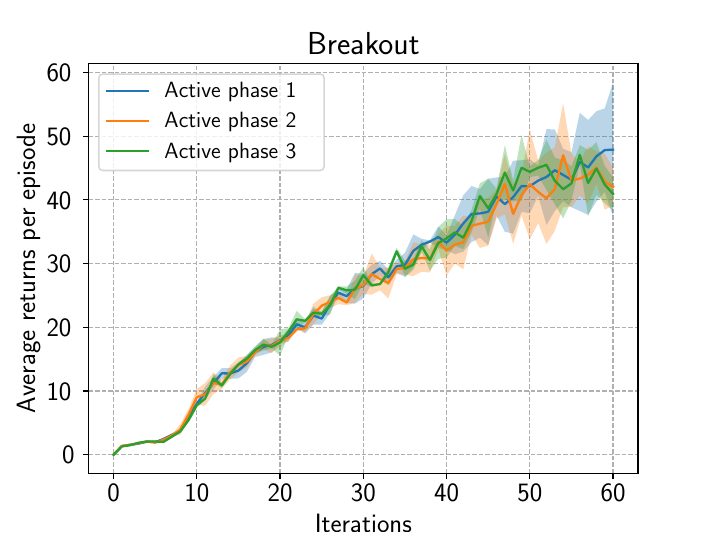 Breakout
Active phase 1
Active phase 2
Active phase 3
Average returns per episode
60
50
40
30
20
10
0
0 10 20 30 40 50 60
Iterations